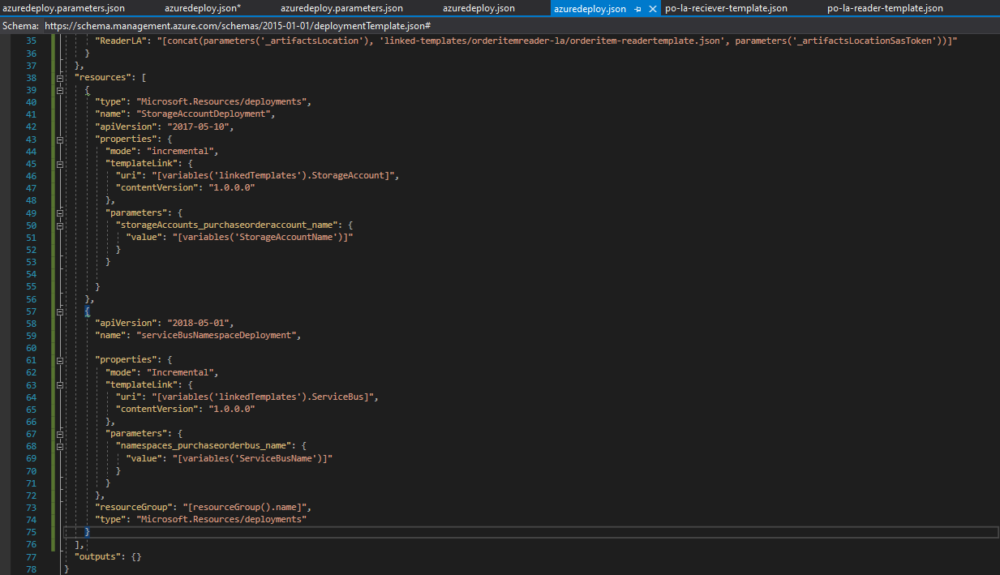 azuredeploy.parameters.json azuredeploy.json* azuredeploy.parameters.json azuredeploy.json azuredeploy.json po-la-reciever-template.json po-la-reader-template.json
Schema: https://schema.management.azure.com/schemas/2015-01-01/deploymentTemplate.json#
35 "ReaderLA": "[concat(parameters('_artifactsLocation'), 'linked-templates/orderitemreader-la/orderitem-readertemplate.json', parameters('_artifactsLocationSasToken'))]"
36 }
37 },
38 "resources": [
39 {
40 "type": "Microsoft.Resources/deployments",
41 "name": "StorageAccountDeployment",
42 "apiVersion": "2017-05-10",
43 "properties": {
44 "mode": "incremental",
45 "templateLink": {
46 "uri": "[variables('linkedTemplates').StorageAccount]",
47 "contentVersion": "1.0.0.0"
48 },
49 "parameters": {
50 "storageAccounts_purchaseorderaccount_name": {
51 "value": "[variables('StorageAccountName')]"
52 }
53 }
54
55 }
56 },
57 {
58 "apiVersion": "2018-05-01",
59 "name": "serviceBusNamespaceDeployment",
60
61 "properties": {
62 "mode": "Incremental",
63 "templateLink": {
64 "uri": "[variables('linkedTemplates').ServiceBus]",
65 "contentVersion": "1.0.0.0"
66 },
67 "parameters": {
68 "namespaces_purchaseorderbus_name": {
69 "value": "[variables('ServiceBusName')]"
70 }
71 }
72 },
73 "resourceGroup": "[resourceGroup().name]",
74 "type": "Microsoft.Resources/deployments"
75 }
76 ],
77 "outputs": {}
78 }